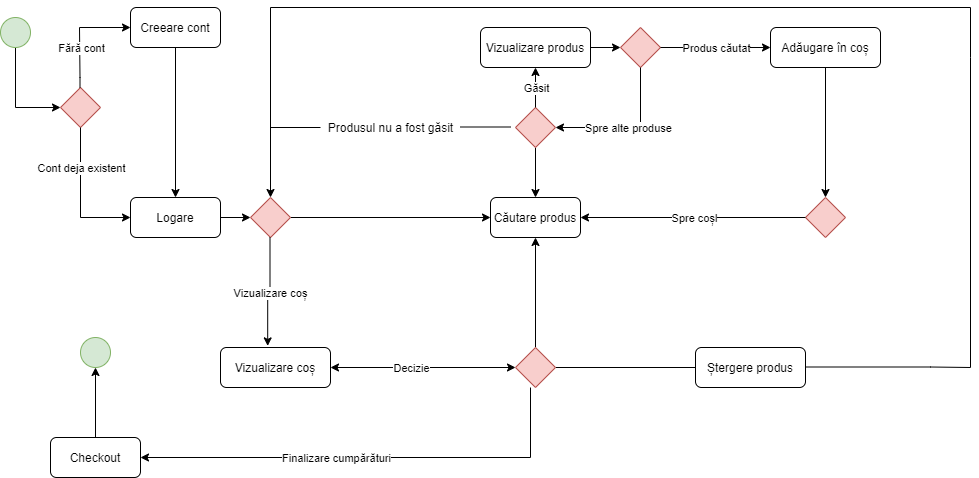 Creeare cont
Fără cont
Vizualizare produs
Produs căutat
Adăugare în coș
Găsit
Produsul nu a fost găsit
Spre alte produse
Cont deja existent
Logare
Căutare produs
Spre coșl
Vizualizare coș
Vizualizare coș
Decizie
Ștergere produs
Checkout
Finalizare cumpărături